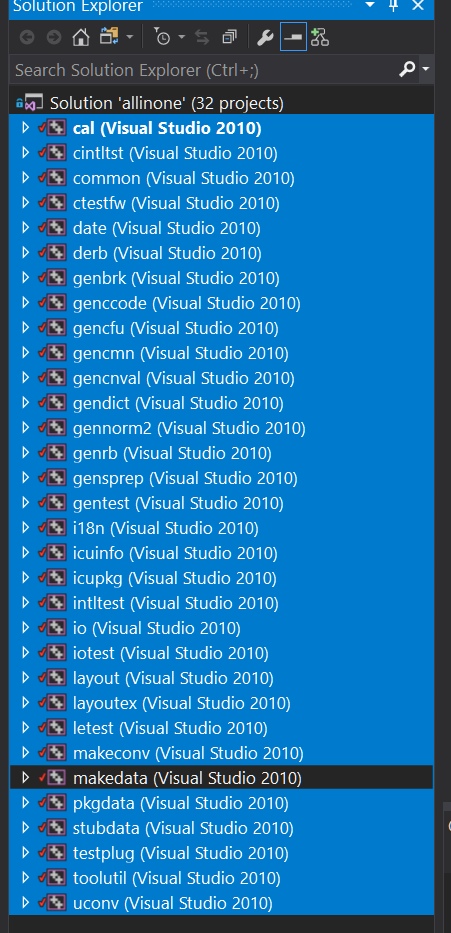 Solution Explorer
Search Solution Explorer (Ctrl+;)
Solution 'allinone' (32 projects)
cal (Visual Studio 2010)
cintltst (Visual Studio 2010)
common (Visual Studio 2010)
ctestfw (Visual Studio 2010)
date (Visual Studio 2010)
derb (Visual Studio 2010)
genbrk (Visual Studio 2010)
genccode (Visual Studio 2010)
gencfu (Visual Studio 2010)
gencmn (Visual Studio 2010)
gencnval (Visual Studio 2010)
gendict (Visual Studio 2010)
gennorm2 (Visual Studio 2010)
genrb (Visual Studio 2010)
gensprep (Visual Studio 2010)
gentest (Visual Studio 2010)
i18n (Visual Studio 2010)
icuinfo (Visual Studio 2010)
icupkg (Visual Studio 2010)
intltest (Visual Studio 2010)
io (Visual Studio 2010)
iotest (Visual Studio 2010)
layout (Visual Studio 2010)
layoutex (Visual Studio 2010)
letest (Visual Studio 2010)
makeconv (Visual Studio 2010)
makedata (Visual Studio 2010)
pkgdata (Visual Studio 2010)
stubdata (Visual Studio 2010)
testplug (Visual Studio 2010)
toolutil (Visual Studio 2010)
uconv (Visual Studio 2010)